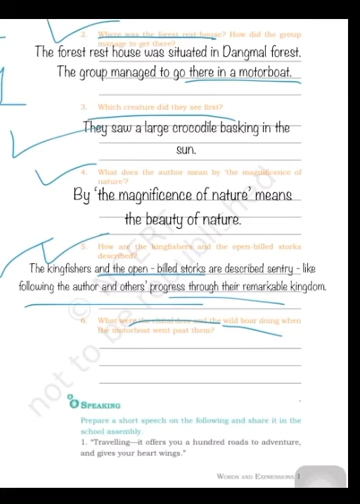 2. Where was the forest rest house? How did the group
manage to get there?
The forest rest house was situated in Dangmal forest.
The group managed to go there in a motorboat.
3. Which creature did they see first?
They saw a large crocodile basking in the
sun.
4. What does the author mean by 'the magnificence of
nature'?
By 'the magnificence of nature' means
the beauty of nature.
5. How are the kingfishers and the open-billed storks
described?
The kingfishers and the open - billed storks are described sentry - like
following the author and others' progress through their remarkable kingdom.
6. What were the and the wild boar doing when
the motorboat went past them?
SPEAKING
Prepare a short speech on the following and share it in the
school assembly.
1. "Travelling—it offers you a hundred roads to adventure,
and gives your heart wings."
WORDS AND EXPRESSIONS 1
not to be republished